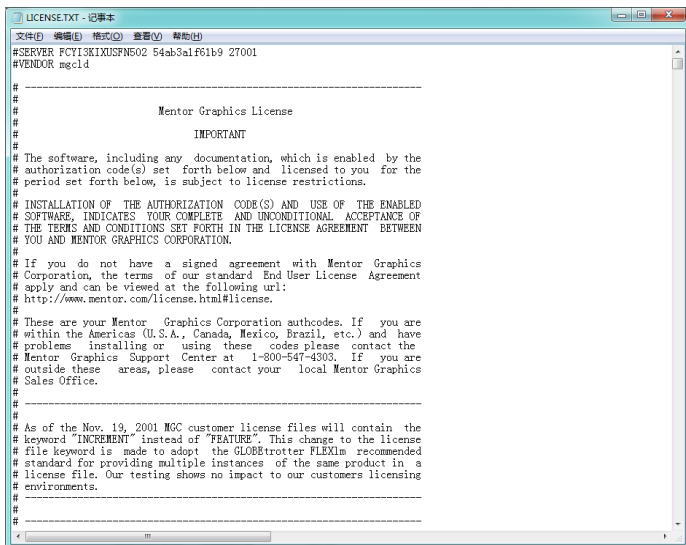 LICENSE.TXT - 记事本
文件(F) 编辑(E) 格式(O) 查看(V) 帮助(H)
#SERVER FCYI3KIXUSFN502 54ab3a1f61b9 27001
#VENDOR mgcld
# -------------------------------------------------------------------
#
# Mentor Graphics License
#
# IMPORTANT
#
# The software, including any documentation, which is enabled by the
# authorization code(s) set forth below and licensed to you for the
# period set forth below, is subject to license restrictions.
#
# INSTALLATION OF THE AUTHORIZATION CODE(S) AND USE OF THE ENABLED
# SOFTWARE, INDICATES YOUR COMPLETE AND UNCONDITIONAL ACCEPTANCE OF
# THE TERMS AND CONDITIONS SET FORTH IN THE LICENSE AGREEMENT BETWEEN
# YOU AND MENTOR GRAPHICS CORPORATION.
#
# If you do not have a signed agreement with Mentor Graphics
# Corporation, the terms of our standard End User License Agreement
# apply and can be viewed at the following url:
# http://www.mentor.com/license.html#license.
#
# These are your Mentor Graphics Corporation authcodes. If you are
# within the Americas (U.S.A., Canada, Mexico, Brazil, etc.) and have
# problems installing or using these codes please contact the
# Mentor Graphics Support Center at 1-800-547-4303. If you are
# outside these areas, please contact your local Mentor Graphics
# Sales Office.
#
# -------------------------------------------------------------------
#
# As of the Nov. 19, 2001 MGC customer license files will contain the
# keyword "INCREMENT" instead of "FEATURE". This change to the license
# file keyword is made to adopt the GLOBEtrotter FLEXlm recommended
# standard for providing multiple instances of the same product in a
# license file. Our testing shows no impact to our customers licensing
# environments.
# -------------------------------------------------------------------
#
#
# -------------------------------------------------------------------